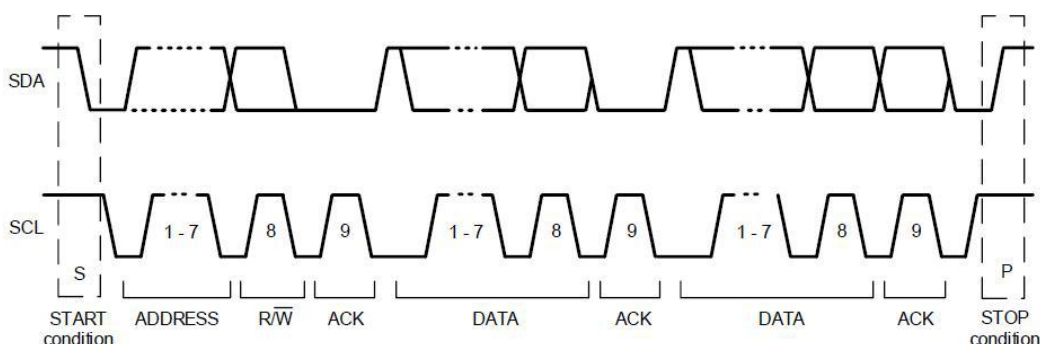 SDA
SCL
1 - 7 8 9 1 - 7 8 9 1 - 7 8 9
S P
START ADDRESS R/W̅ ACK DATA ACK DATA ACK STOP
condition condition